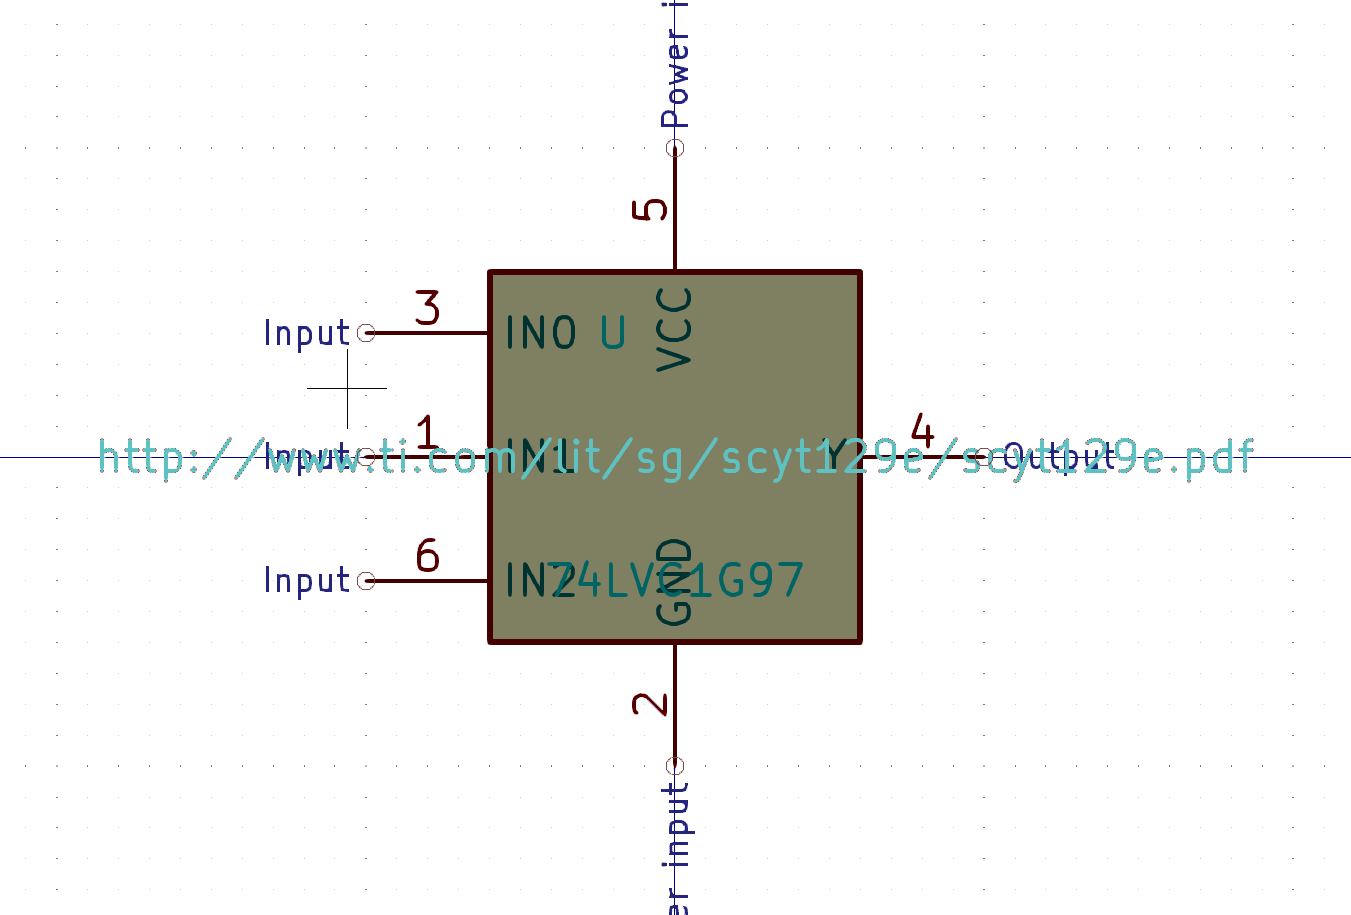 Power i
5
VCC
3
Input
IN0
U
1
Input
IN1
Y
4
Output
http://www.ti.com/lit/sg/scyt129e/scyt129e.pdf
6
Input
IN2
74LVC1G97
GND
2
er input